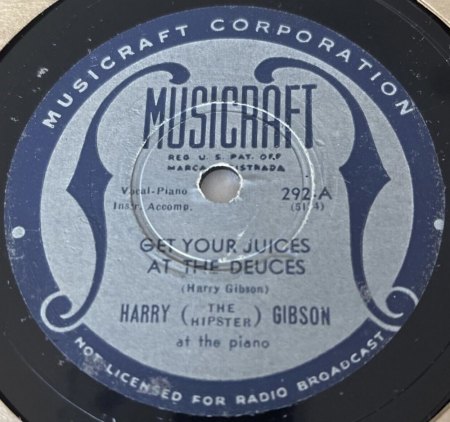 MUSICRAFT CORPORATION
MUSICRAFT
REG. U. S. PAT. OFF.
MARCA REGISTRADA
Vocal-Piano
Instr. Accomp.
292-A
GET YOUR JUICES
AT THE DEUCES
(Harry Gibson)
HARRY (THE HIPSTER) GIBSON
at the piano
NOT LICENSED FOR RADIO BROADCAST